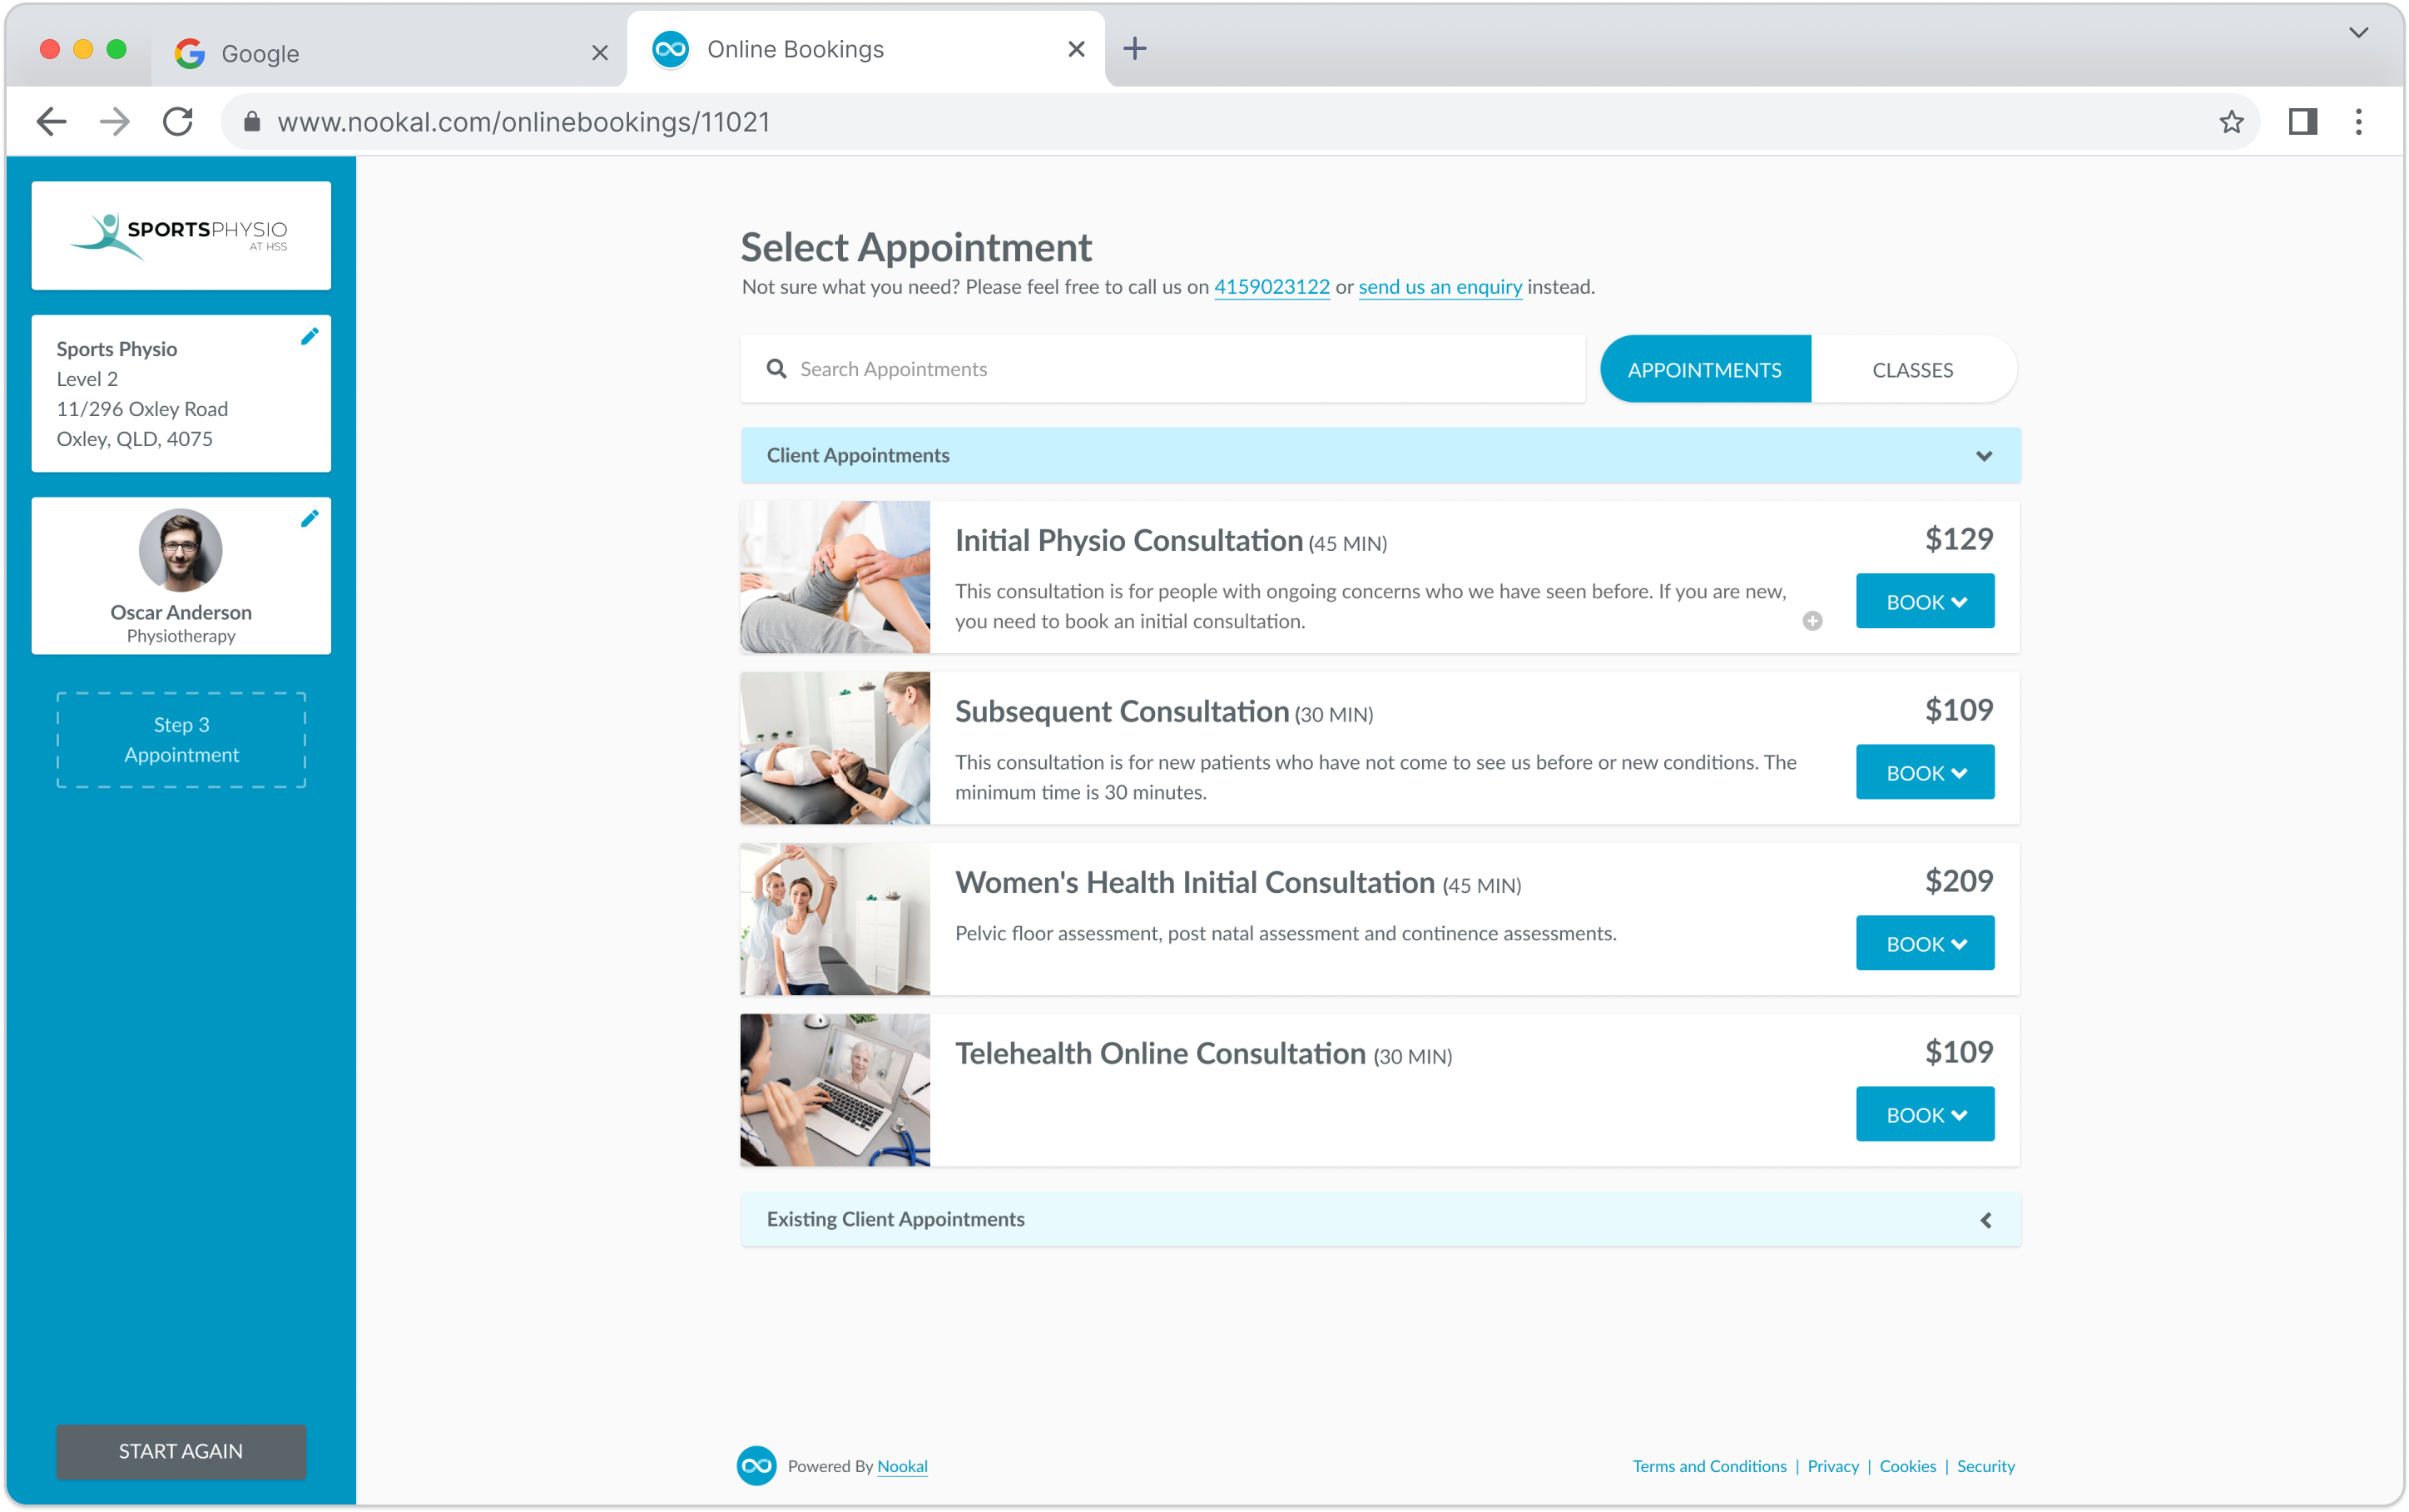 Google
Online Bookings
www.nookal.com/onlinebookings/11021
SPORTSPHYSIO
AT HSS
Sports Physio
Level 2
11/296 Oxley Road
Oxley, QLD, 4075
Oscar Anderson
Physiotherapy
Step 3
Appointment
START AGAIN
Select Appointment
Not sure what you need? Please feel free to call us on 4159023122 or send us an enquiry instead.
Search Appointments
APPOINTMENTS
CLASSES
Client Appointments
Initial Physio Consultation (45 MIN)
$129
This consultation is for people with ongoing concerns who we have seen before. If you are new,
you need to book an initial consultation.
BOOK
Subsequent Consultation (30 MIN)
$109
This consultation is for new patients who have not come to see us before or new conditions. The
minimum time is 30 minutes.
BOOK
Women's Health Initial Consultation (45 MIN)
$209
Pelvic floor assessment, post natal assessment and continence assessments.
BOOK
Telehealth Online Consultation (30 MIN)
$109
BOOK
Existing Client Appointments
Powered By Nookal
Terms and Conditions | Privacy | Cookies | Security